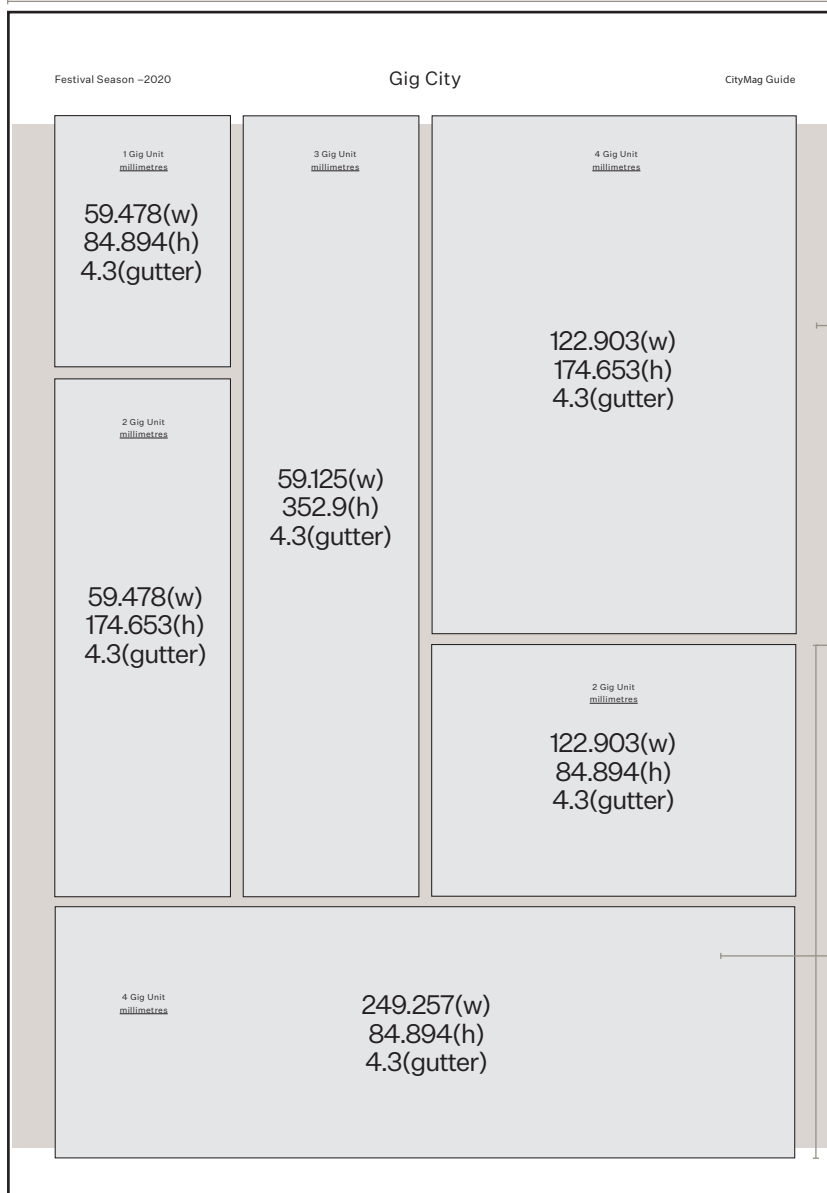 Festival Season –2020
Gig City
CityMag Guide
1 Gig Unit
millimetres
59.478(w)
84.894(h)
4.3(gutter)
2 Gig Unit
millimetres
59.478(w)
174.653(h)
4.3(gutter)
3 Gig Unit
millimetres
59.125(w)
352.9(h)
4.3(gutter)
4 Gig Unit
millimetres
122.903(w)
174.653(h)
4.3(gutter)
2 Gig Unit
millimetres
122.903(w)
84.894(h)
4.3(gutter)
4 Gig Unit
millimetres
249.257(w)
84.894(h)
4.3(gutter)